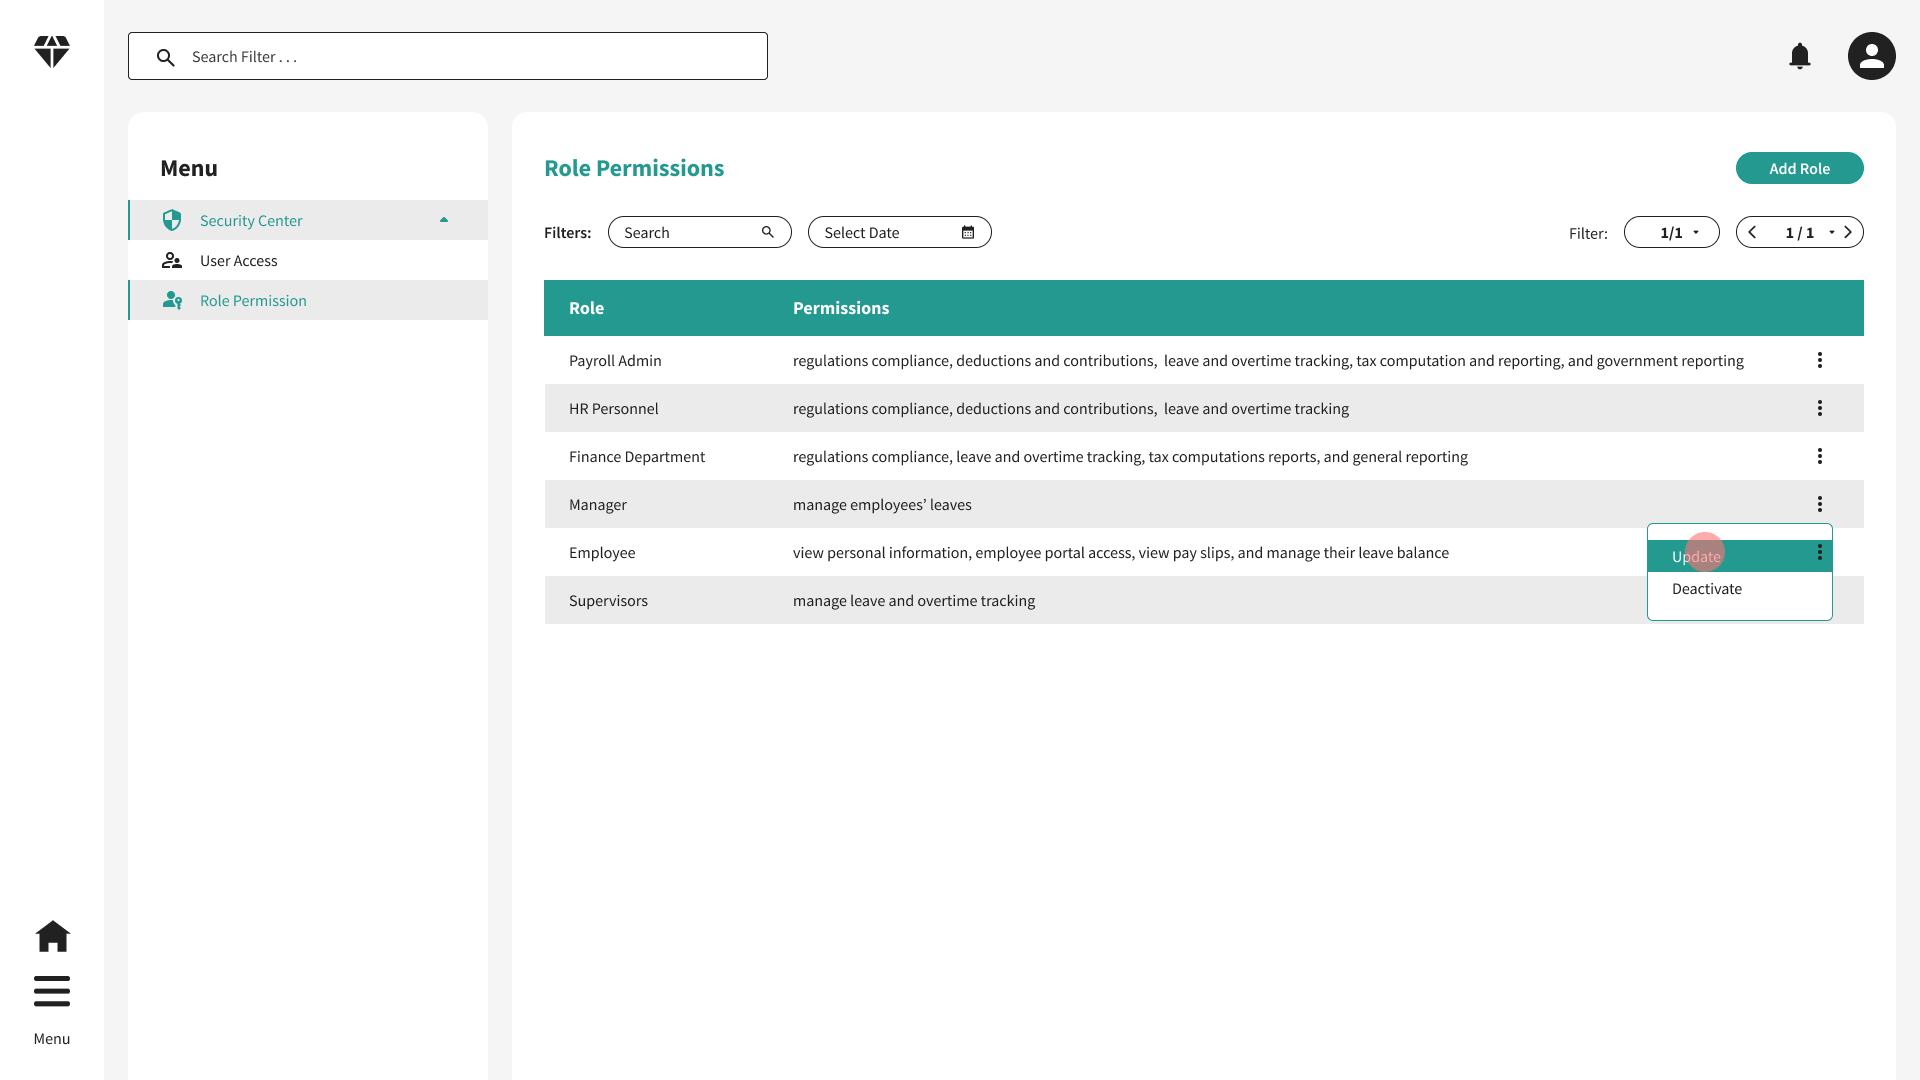 Search Filter . . .
Menu
Security Center
User Access
Role Permission
Role Permissions
Add Role
Filters:
Search
Select Date
Filter:
1/1
1 / 1
Role Permissions
Payroll Admin regulations compliance, deductions and contributions,  leave and overtime tracking, tax computation and reporting, and government reporting
HR Personnel regulations compliance, deductions and contributions,  leave and overtime tracking
Finance Department regulations compliance, leave and overtime tracking, tax computations reports, and general reporting
Manager manage employees’ leaves
Employee view personal information, employee portal access, view pay slips, and manage their leave balance
Update
Deactivate
Supervisors manage leave and overtime tracking
Menu